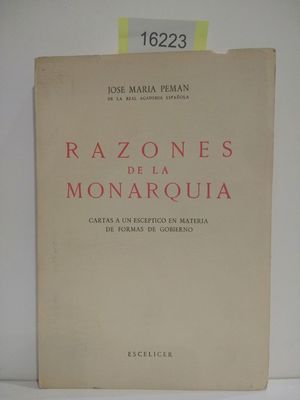 16223
JOSE MARIA PEMAN
DE LA REAL ACADEMIA ESPAÑOLA
RAZONES
DE LA
MONARQUIA
CARTAS A UN ESCEPTICO EN MATERIA
DE FORMAS DE GOBIERNO
ESCELICER